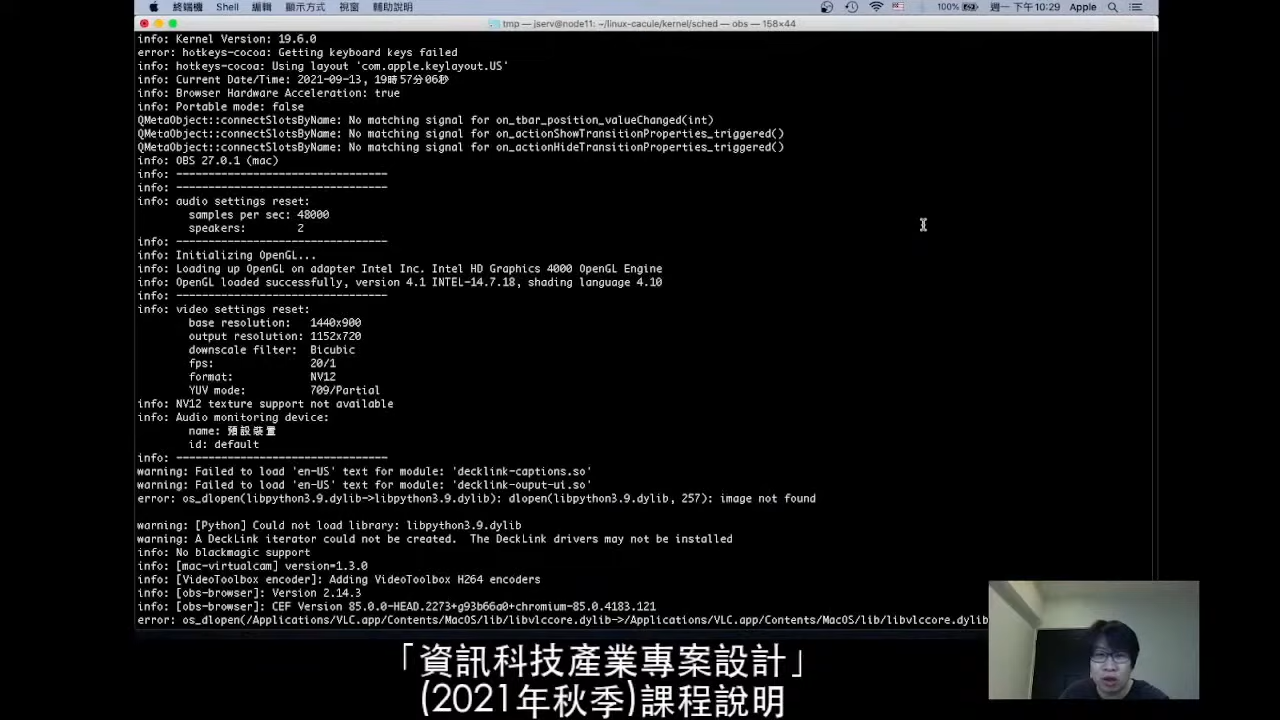 終端機 Shell 編輯 顯示方式 視窗 輔助說明 100% 週一 下午10:29 Apple
tmp — jserv@node11: ~/linux-cacule/kernel/sched — obs — 158×44
info: Kernel Version: 19.6.0
error: hotkeys-cocoa: Getting keyboard keys failed
info: hotkeys-cocoa: Using layout 'com.apple.keylayout.US'
info: Current Date/Time: 2021-09-13, 19時57分06秒
info: Browser Hardware Acceleration: true
info: Portable mode: false
QMetaObject::connectSlotsByName: No matching signal for on_tbar_position_valueChanged(int)
QMetaObject::connectSlotsByName: No matching signal for on_actionShowTransitionProperties_triggered()
QMetaObject::connectSlotsByName: No matching signal for on_actionHideTransitionProperties_triggered()
info: OBS 27.0.1 (mac)
info: ---------------------------------
info: ---------------------------------
info: audio settings reset:
samples per sec: 48000
speakers: 2
info: ---------------------------------
info: Initializing OpenGL...
info: Loading up OpenGL on adapter Intel Inc. Intel HD Graphics 4000 OpenGL Engine
info: OpenGL loaded successfully, version 4.1 INTEL-14.7.18, shading language 4.10
info: ---------------------------------
info: video settings reset:
base resolution: 1440x900
output resolution: 1152x720
downscale filter: Bicubic
fps: 20/1
format: NV12
YUV mode: 709/Partial
info: NV12 texture support not available
info: Audio monitoring device:
name: 預設裝置
id: default
info: ---------------------------------
warning: Failed to load 'en-US' text for module: 'decklink-captions.so'
warning: Failed to load 'en-US' text for module: 'decklink-ouput-ui.so'
error: os_dlopen(libpython3.9.dylib->libpython3.9.dylib): dlopen(libpython3.9.dylib, 257): image not found
warning: [Python] Could not load library: libpython3.9.dylib
warning: A DeckLink iterator could not be created. The DeckLink drivers may not be installed
info: No blackmagic support
info: [mac-virtualcam] version=1.3.0
info: [VideoToolbox encoder]: Adding VideoToolbox H264 encoders
info: [obs-browser]: Version 2.14.3
info: [obs-browser]: CEF Version 85.0.0-HEAD.2273+g93b66a0+chromium-85.0.4183.121
error: os_dlopen(/Applications/VLC.app/Contents/MacOS/lib/libvlccore.dylib->/Applications/VLC.app/Contents/MacOS/lib/libvlccore.dylib
「資訊科技產業專案設計」
(2021年秋季)課程說明